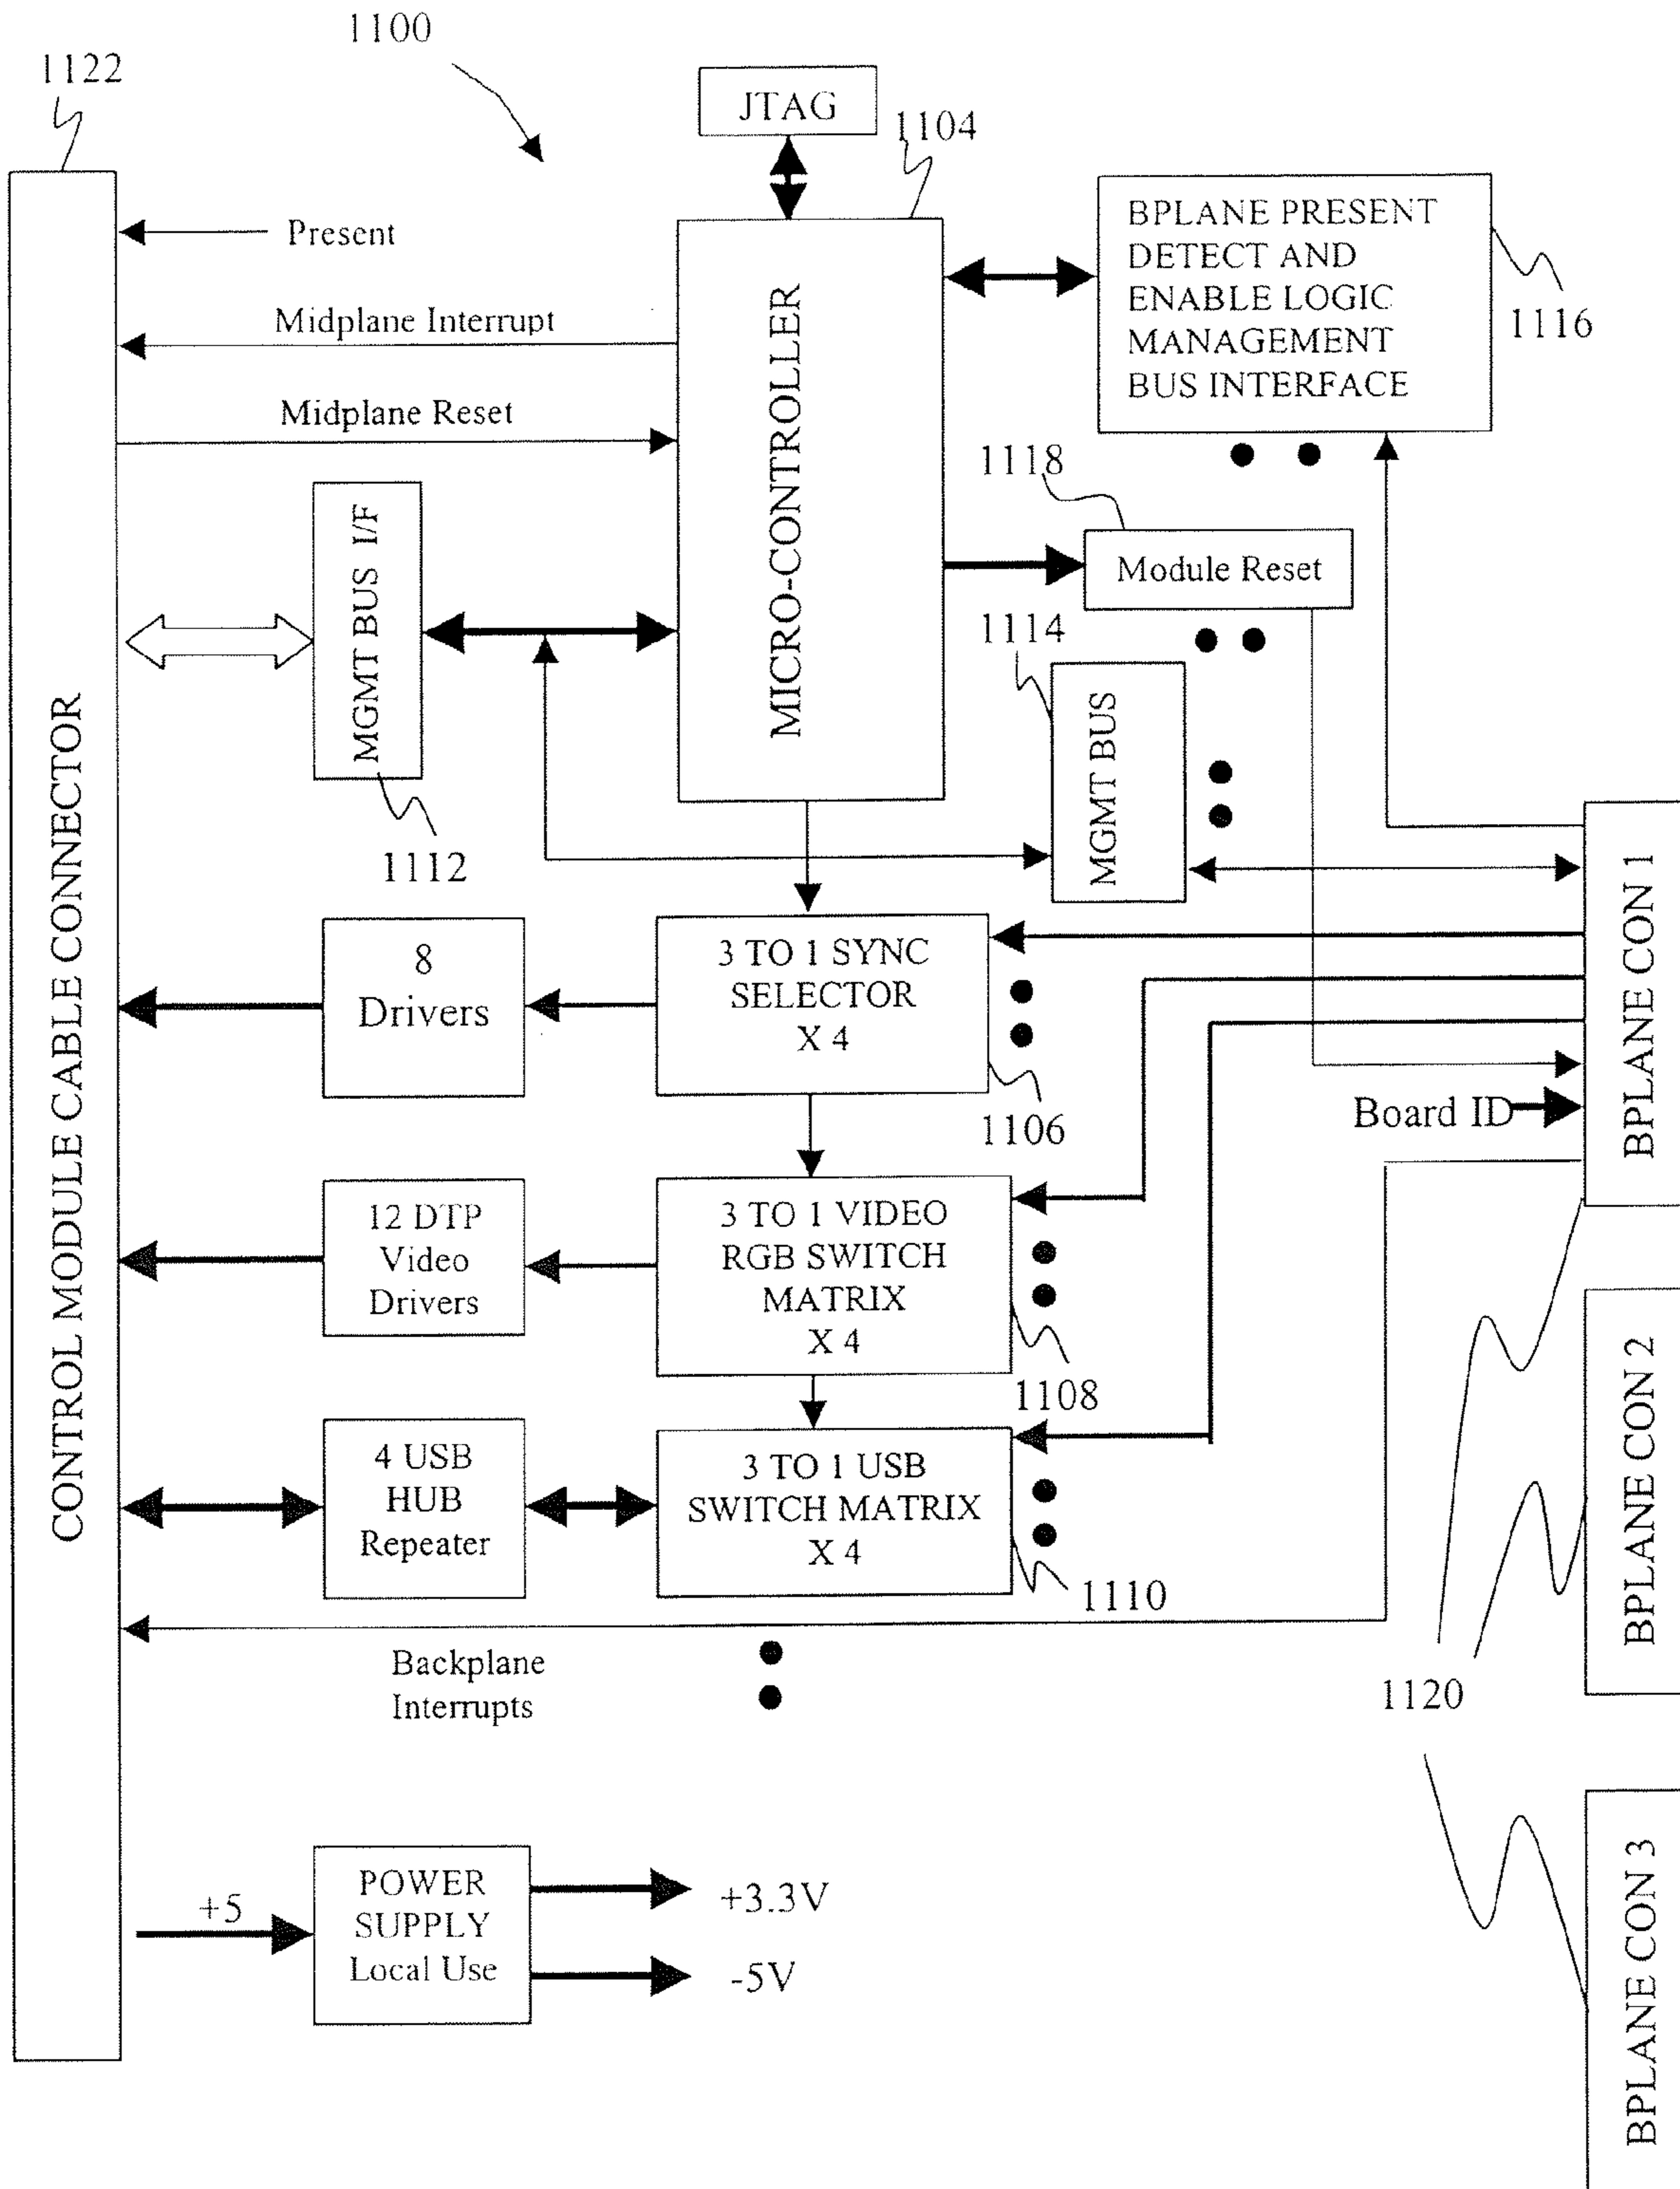 1100
1122
JTAG
1104
BPLANE PRESENT
DETECT AND
ENABLE LOGIC
MANAGEMENT
BUS INTERFACE
1116
Present
Midplane Interrupt
Midplane Reset
MICRO-CONTROLLER
1118
Module Reset
MGMT BUS I/F
1112
1114
MGMT BUS
CONTROL MODULE CABLE CONNECTOR
8
Drivers
3 TO 1 SYNC
SELECTOR
X 4
1106
BPLANE CON 1
Board ID
12 DTP
Video
Drivers
3 TO 1 VIDEO
RGB SWITCH
MATRIX
X 4
1108
4 USB
HUB
Repeater
3 TO 1 USB
SWITCH MATRIX
X 4
1110
BPLANE CON 2
Backplane
Interrupts
1120
+5
POWER
SUPPLY
Local Use
+3.3V
-5V
BPLANE CON 3